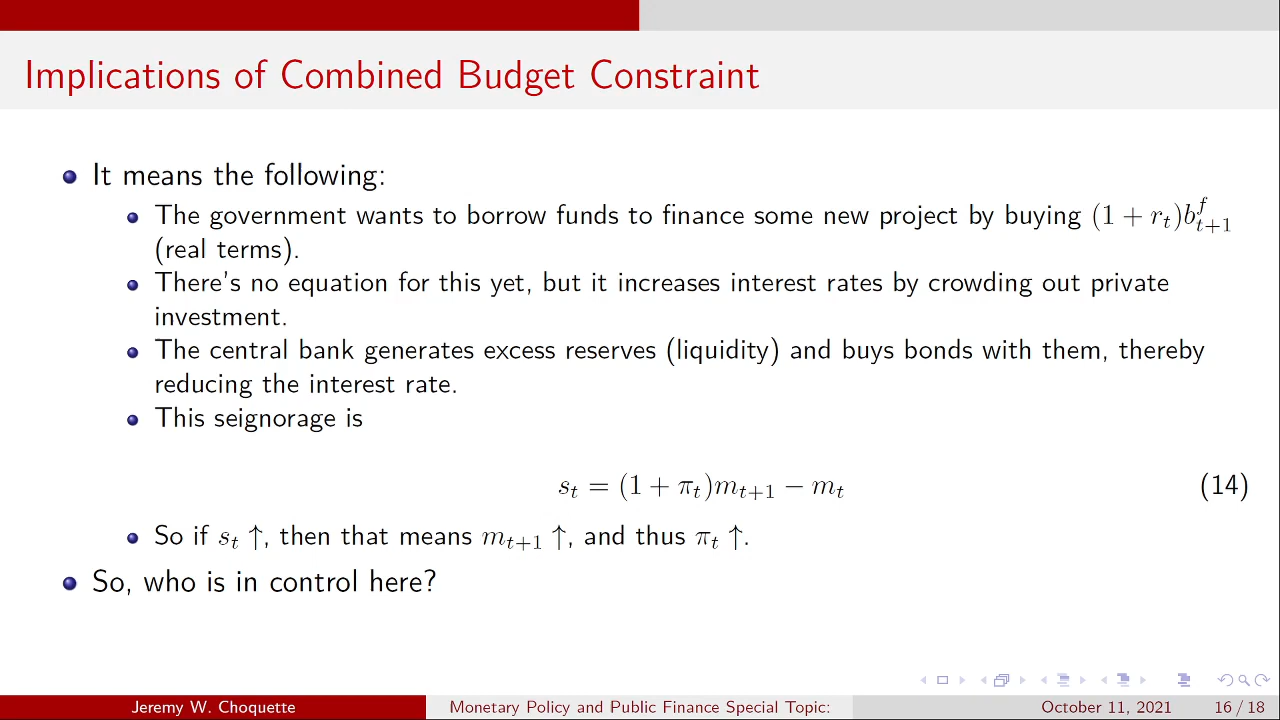 Implications of Combined Budget Constraint
It means the following:
The government wants to borrow funds to finance some new project by buying $(1 + r_t)b^f_{t+1}$
(real terms).
There's no equation for this yet, but it increases interest rates by crowding out private
investment.
The central bank generates excess reserves (liquidity) and buys bonds with them, thereby
reducing the interest rate.
This seignorage is
$s_t = (1 + \pi_t)m_{t+1} - m_t$ (14)
So if $s_t$ ↑, then that means $m_{t+1}$ ↑, and thus $\pi_t$ ↑.
So, who is in control here?
Jeremy W. Choquette Monetary Policy and Public Finance Special Topic: October 11, 2021 16 / 18